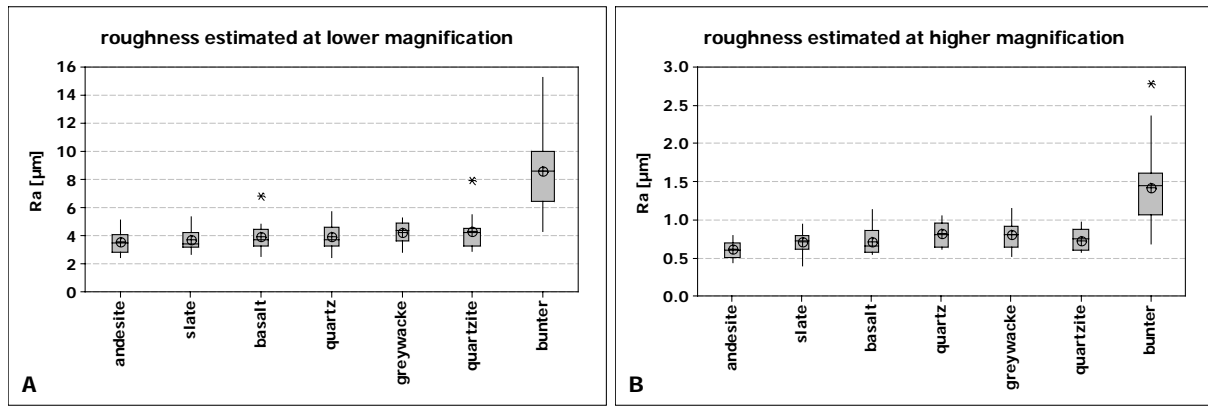 roughness estimated at lower magnification
Ra [µm]
16
14
12
10
8
6
4
2
0
andesite
slate
basalt
quartz
greywacke
quartzite
bunter
A
roughness estimated at higher magnification
Ra [µm]
3.0
2.5
2.0
1.5
1.0
0.5
0.0
andesite
slate
basalt
quartz
greywacke
quartzite
bunter
B